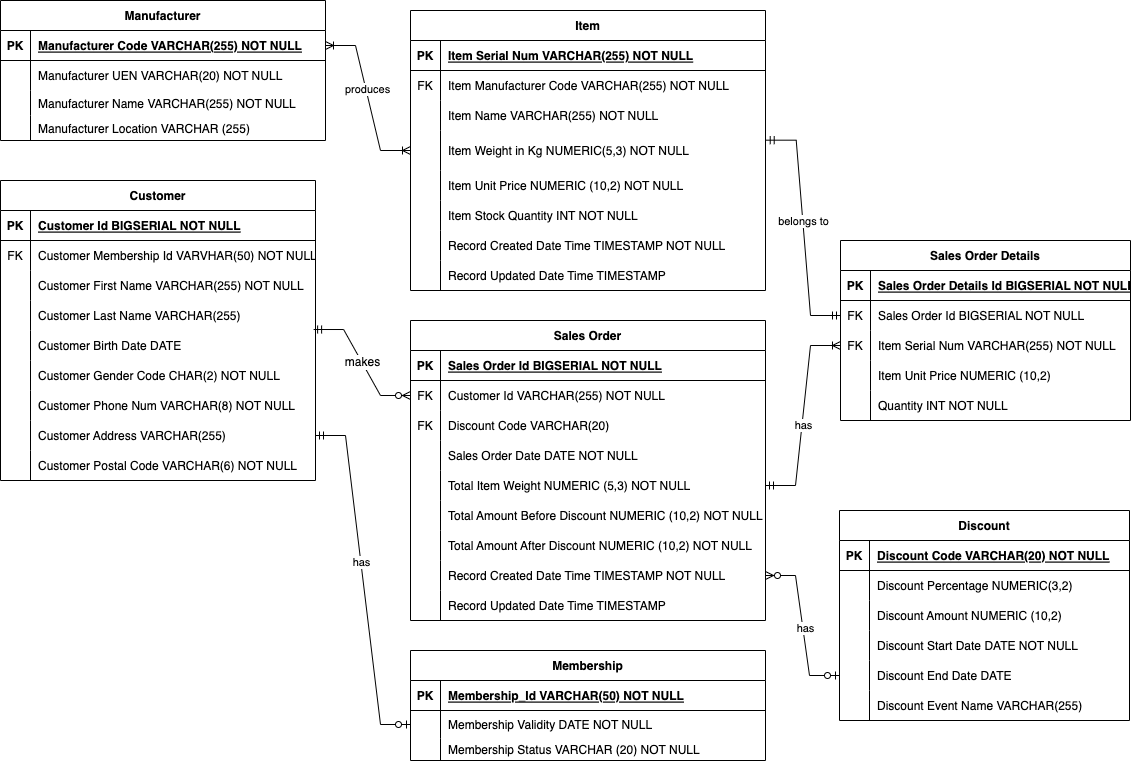 Manufacturer
PK Manufacturer Code VARCHAR(255) NOT NULL
Manufacturer UEN VARCHAR(20) NOT NULL
Manufacturer Name VARCHAR(255) NOT NULL
Manufacturer Location VARCHAR (255)
produces
Item
PK Item Serial Num VARCHAR(255) NOT NULL
FK Item Manufacturer Code VARCHAR(255) NOT NULL
Item Name VARCHAR(255) NOT NULL
Item Weight in Kg NUMERIC(5,3) NOT NULL
Item Unit Price NUMERIC (10,2) NOT NULL
Item Stock Quantity INT NOT NULL
Record Created Date Time TIMESTAMP NOT NULL
Record Updated Date Time TIMESTAMP
belongs to
Customer
PK Customer Id BIGSERIAL NOT NULL
FK Customer Membership Id VARVHAR(50) NOT NULL
Customer First Name VARCHAR(255) NOT NULL
Customer Last Name VARCHAR(255)
Customer Birth Date DATE
Customer Gender Code CHAR(2) NOT NULL
Customer Phone Num VARCHAR(8) NOT NULL
Customer Address VARCHAR(255)
Customer Postal Code VARCHAR(6) NOT NULL
makes
has
Sales Order
PK Sales Order Id BIGSERIAL NOT NULL
FK Customer Id VARCHAR(255) NOT NULL
FK Discount Code VARCHAR(20)
Sales Order Date DATE NOT NULL
Total Item Weight NUMERIC (5,3) NOT NULL
Total Amount Before Discount NUMERIC (10,2) NOT NULL
Total Amount After Discount NUMERIC (10,2) NOT NULL
Record Created Date Time TIMESTAMP NOT NULL
Record Updated Date Time TIMESTAMP
has
has
Sales Order Details
PK Sales Order Details Id BIGSERIAL NOT NULL
FK Sales Order Id BIGSERIAL NOT NULL
FK Item Serial Num VARCHAR(255) NOT NULL
Item Unit Price NUMERIC (10,2)
Quantity INT NOT NULL
Discount
PK Discount Code VARCHAR(20) NOT NULL
Discount Percentage NUMERIC(3,2)
Discount Amount NUMERIC (10,2)
Discount Start Date DATE NOT NULL
Discount End Date DATE
Discount Event Name VARCHAR(255)
Membership
PK Membership_Id VARCHAR(50) NOT NULL
Membership Validity DATE NOT NULL
Membership Status VARCHAR (20) NOT NULL